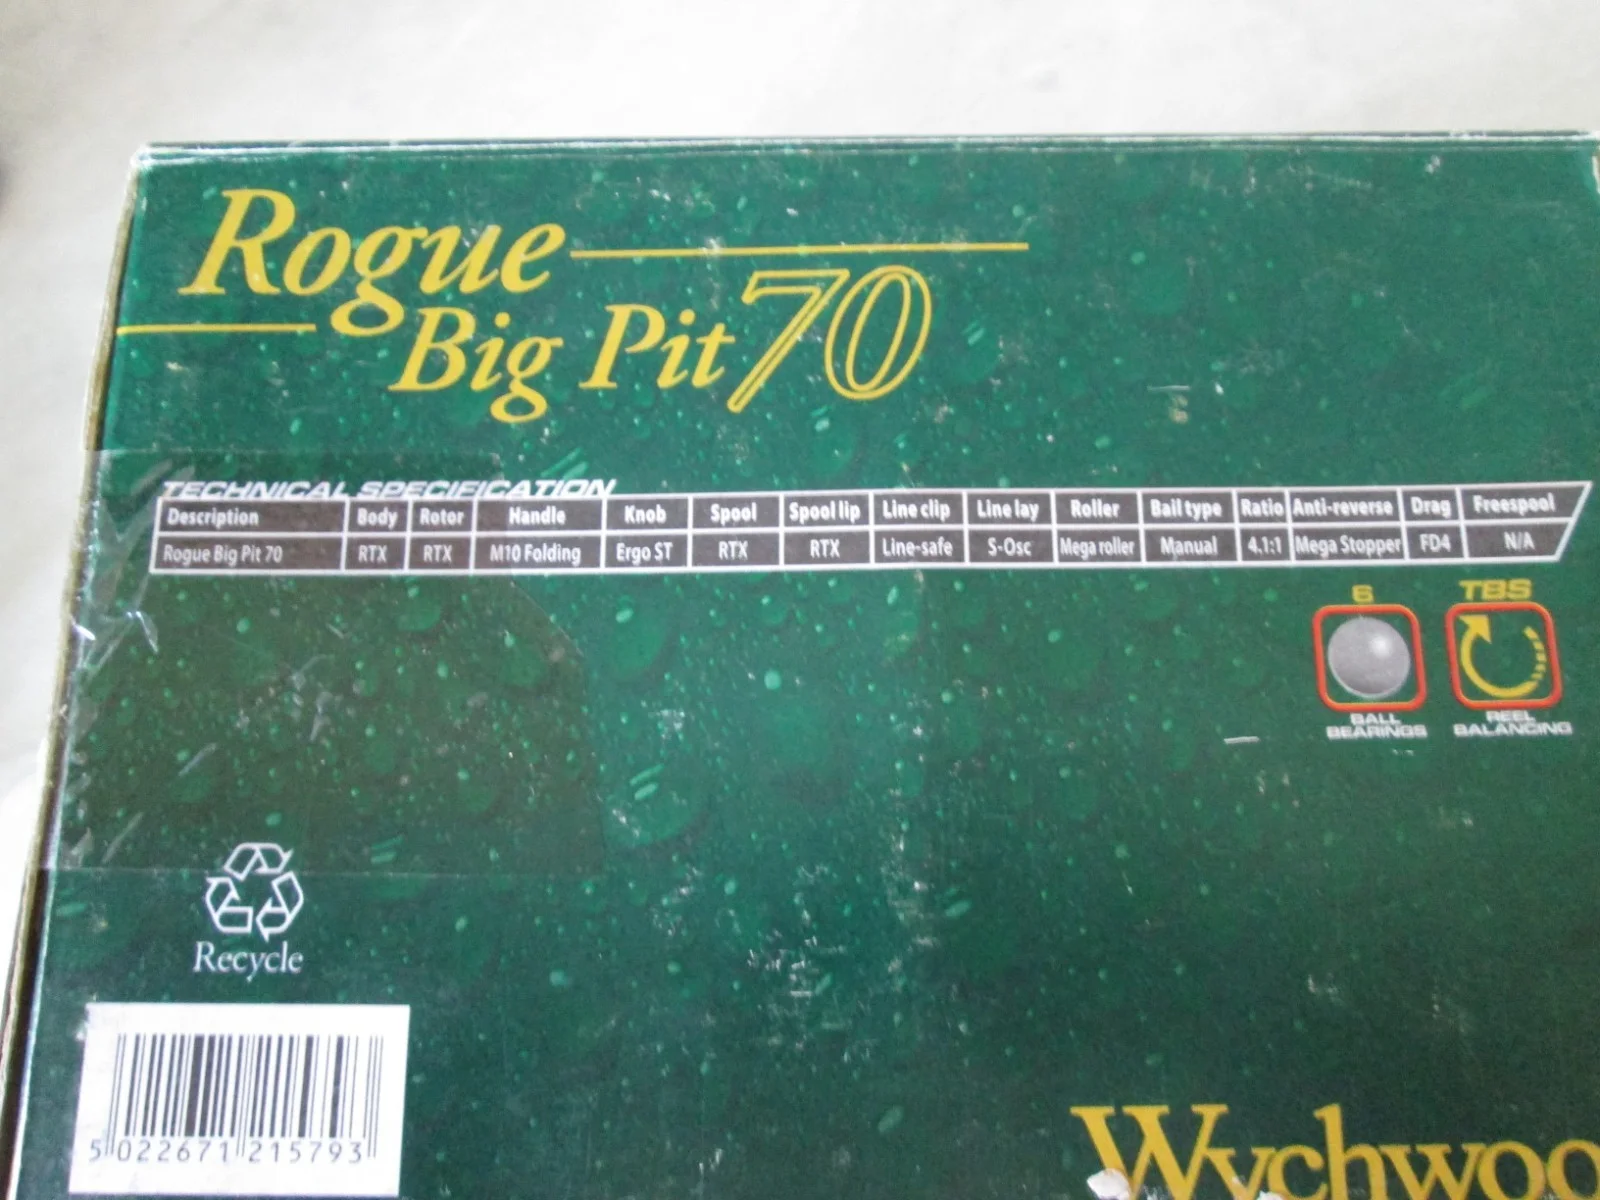 Rogue
Big Pit 70
TECHNICAL SPECIFICATION
Description Body Rotor Handle Knob Spool Spool lip Line clip Line lay Roller Bail type Ratio Anti-reverse Drag Freespool
Rogue Big Pit 70 RTX RTX M10 Folding Ergo ST RTX RTX Line-safe S-Osc Mega roller Manual 4.1:1 Mega Stopper FD4 N/A
6 TBS
BALL BEARINGS
REEL BALANCING
Recycle
5 022671 215793
Wychwoo